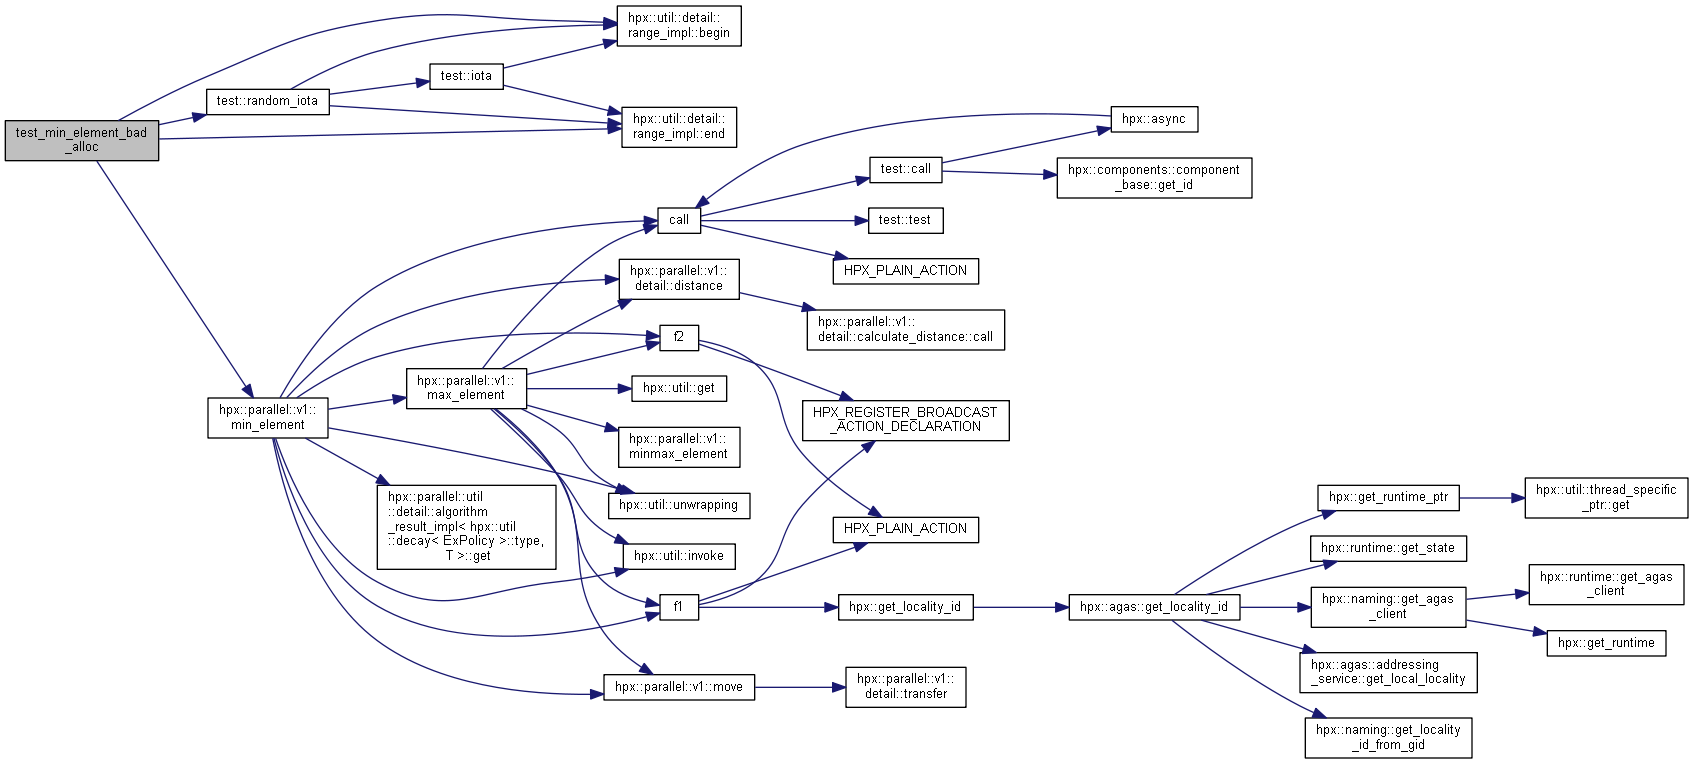 hpx::util::detail::
range_impl::begin
test::iota
test::random_iota
hpx::util::detail::
range_impl::end
test_min_element_bad
_alloc
hpx::async
test::call
hpx::components::component
_base::get_id
call
test::test
HPX_PLAIN_ACTION
hpx::parallel::v1::
detail::distance
hpx::parallel::v1::
detail::calculate_distance::call
f2
hpx::parallel::v1::
max_element
hpx::util::get
hpx::parallel::v1::
min_element
HPX_REGISTER_BROADCAST
_ACTION_DECLARATION
hpx::parallel::v1::
minmax_element
hpx::parallel::util
::detail::algorithm
_result_impl< hpx::util
::decay< ExPolicy >::type,
T >::get
hpx::util::unwrapping
HPX_PLAIN_ACTION
hpx::util::invoke
hpx::get_runtime_ptr
hpx::util::thread_specific
_ptr::get
hpx::runtime::get_state
f1
hpx::get_locality_id
hpx::agas::get_locality_id
hpx::naming::get_agas
_client
hpx::runtime::get_agas
_client
hpx::get_runtime
hpx::agas::addressing
_service::get_local_locality
hpx::parallel::v1::move
hpx::parallel::v1::
detail::transfer
hpx::naming::get_locality
_id_from_gid